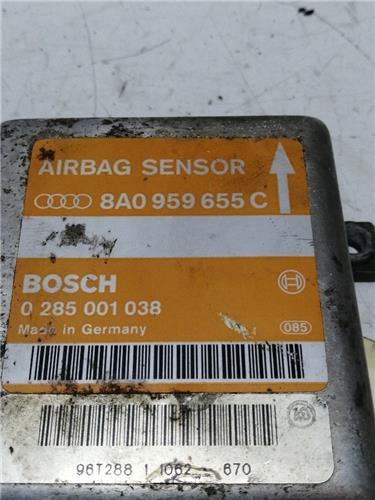 AIRBAG SENSOR
8A0 959 655 C
BOSCH
0 285 001 038
Made in Germany
085
96T288 1 1062 670